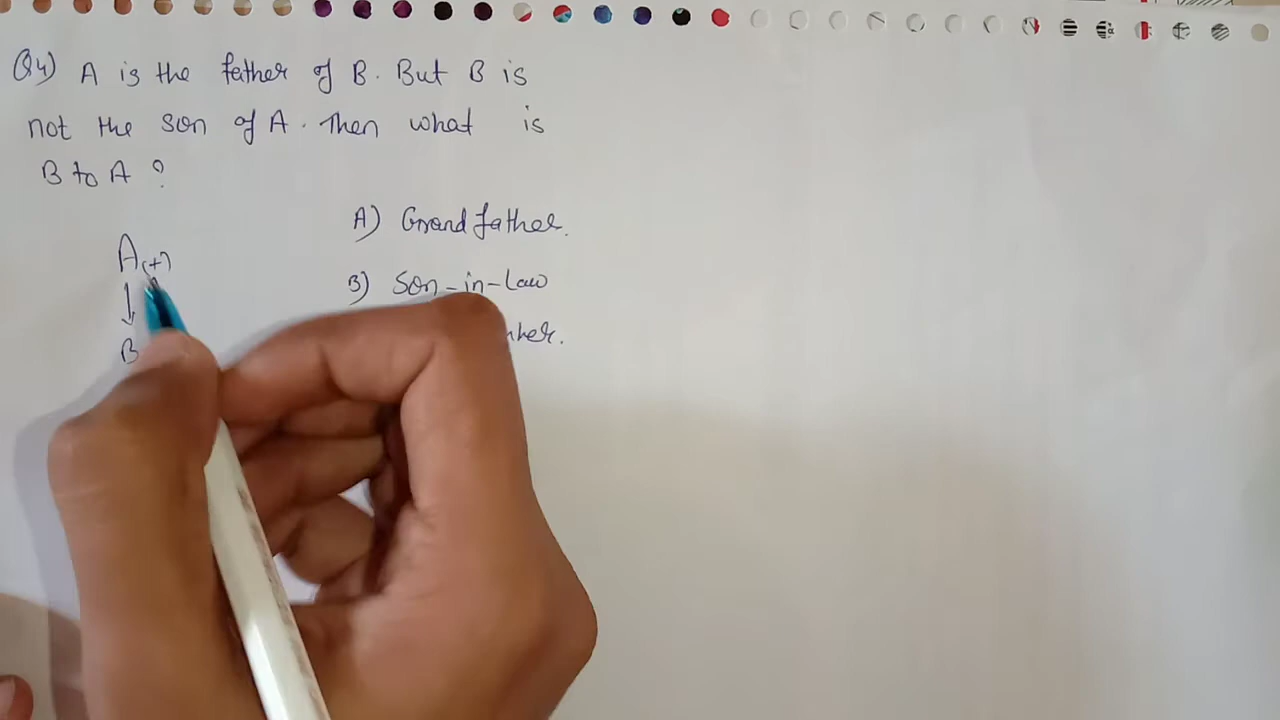 Q4) A is the father of B. But B is
not the son of A. Then what is
B to A ?
A) Grand father.
B) Son-in-Law
A (+)
B